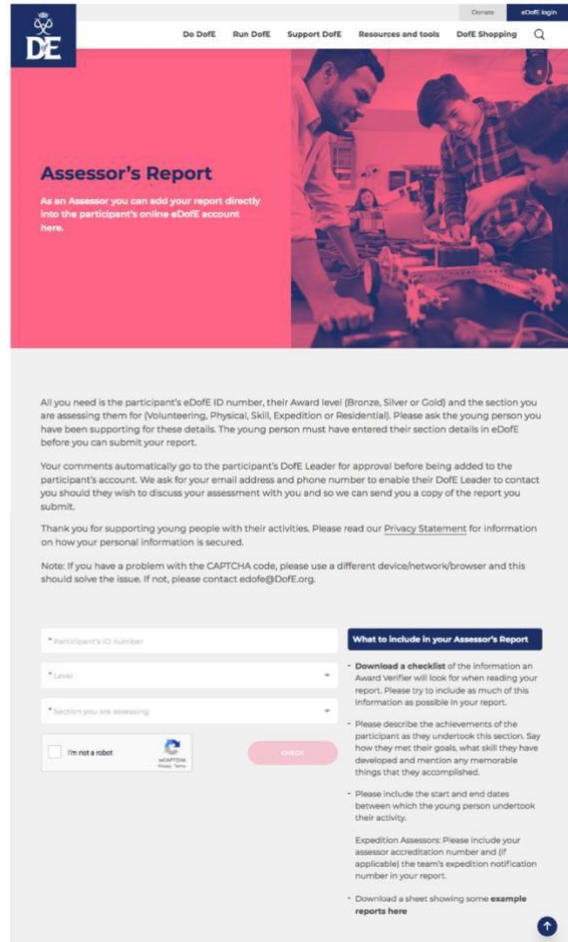 Donate
eDofE login
DE
Do DofE
Run DofE
Support DofE
Resources and tools
DofE Shopping
Assessor's Report
As an Assessor you can add your report directly
into the participant's online eDofE account
here.
All you need is the participant's eDofE ID number, their Award level (Bronze, Silver or Gold) and the section you
are assessing them for (Volunteering, Physical, Skill, Expedition or Residential). Please ask the young person you
have been supporting for these details. The young person must have entered their section details in eDofE
before you can submit your report.
Your comments automatically go to the participant's DofE Leader for approval before being added to the
participant's account. We ask for your email address and phone number to enable their DofE Leader to contact
you should they wish to discuss your assessment with you and so we can send you a copy of the report you
submit.
Thank you for supporting young people with their activities. Please read our Privacy Statement for information
on how your personal information is secured.
Note: If you have a problem with the CAPTCHA code, please use a different device/network/browser and this
should solve the issue. If not, please contact edofe@DofE.org.
* Participant's ID number
* Level
* Section you are assessing
I'm not a robot
reCAPTCHA
Privacy - Terms
CHECK
What to include in your Assessor's Report
- Download a checklist of the information an
Award Verifier will look for when reading your
report. Please try to include as much of this
information as possible in your report.
- Please describe the achievements of the
participant as they undertook this section. Say
how they met their goals, what skill they have
developed and mention any memorable
things that they accomplished.
- Please include the start and end dates
between which the young person undertook
their activity.
Expedition Assessors: Please include your
assessor accreditation number and (if
applicable) the team's expedition notification
number in your report.
- Download a sheet showing some example
reports here